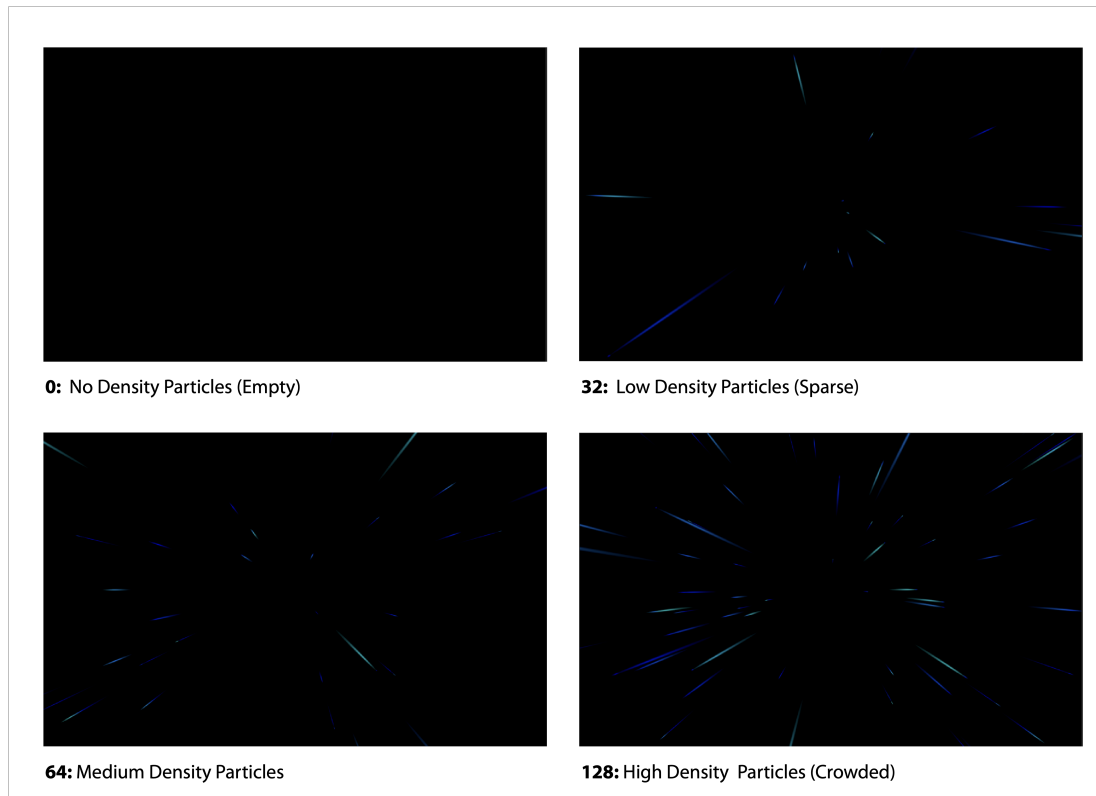 0: No Density Particles (Empty)
32: Low Density Particles (Sparse)
64: Medium Density Particles
128: High Density Particles (Crowded)